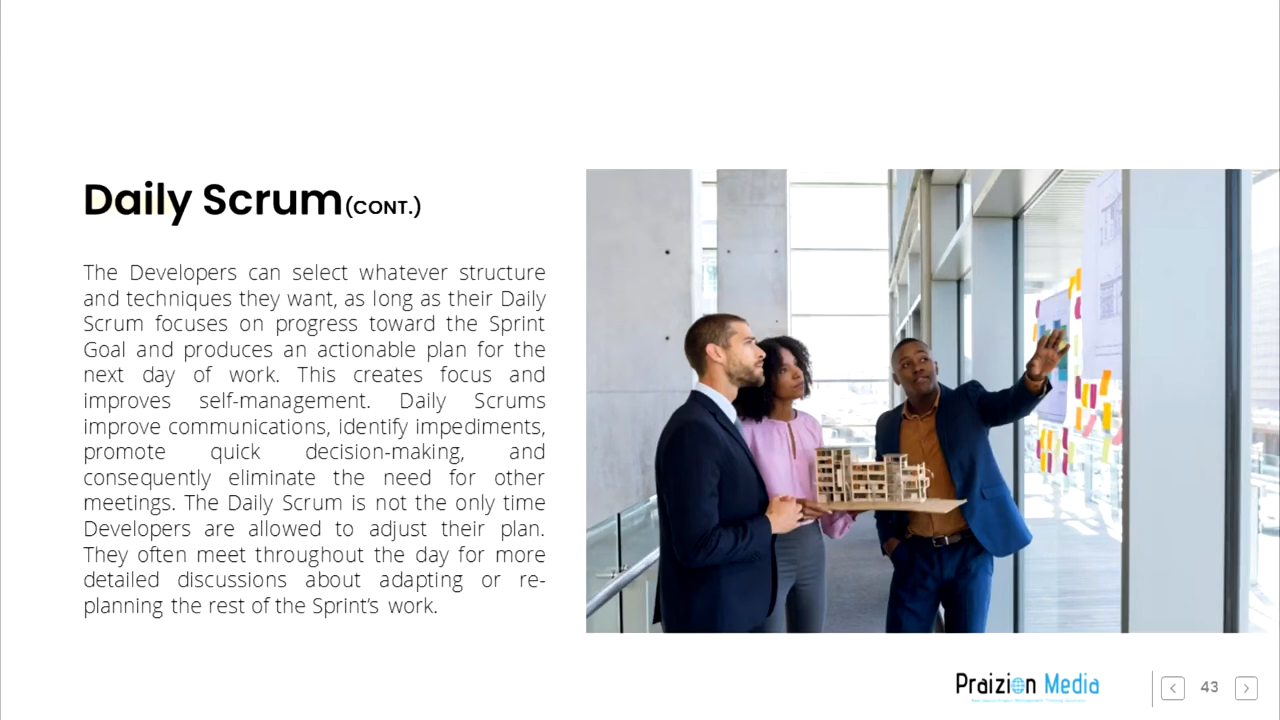 Daily Scrum (CONT.)
The Developers can select whatever structure
and techniques they want, as long as their Daily
Scrum focuses on progress toward the Sprint
Goal and produces an actionable plan for the
next day of work. This creates focus and
improves self-management. Daily Scrums
improve communications, identify impediments,
promote quick decision-making, and
consequently eliminate the need for other
meetings. The Daily Scrum is not the only time
Developers are allowed to adjust their plan.
They often meet throughout the day for more
detailed discussions about adapting or re-
planning the rest of the Sprint’s work.
Praizion Media
43